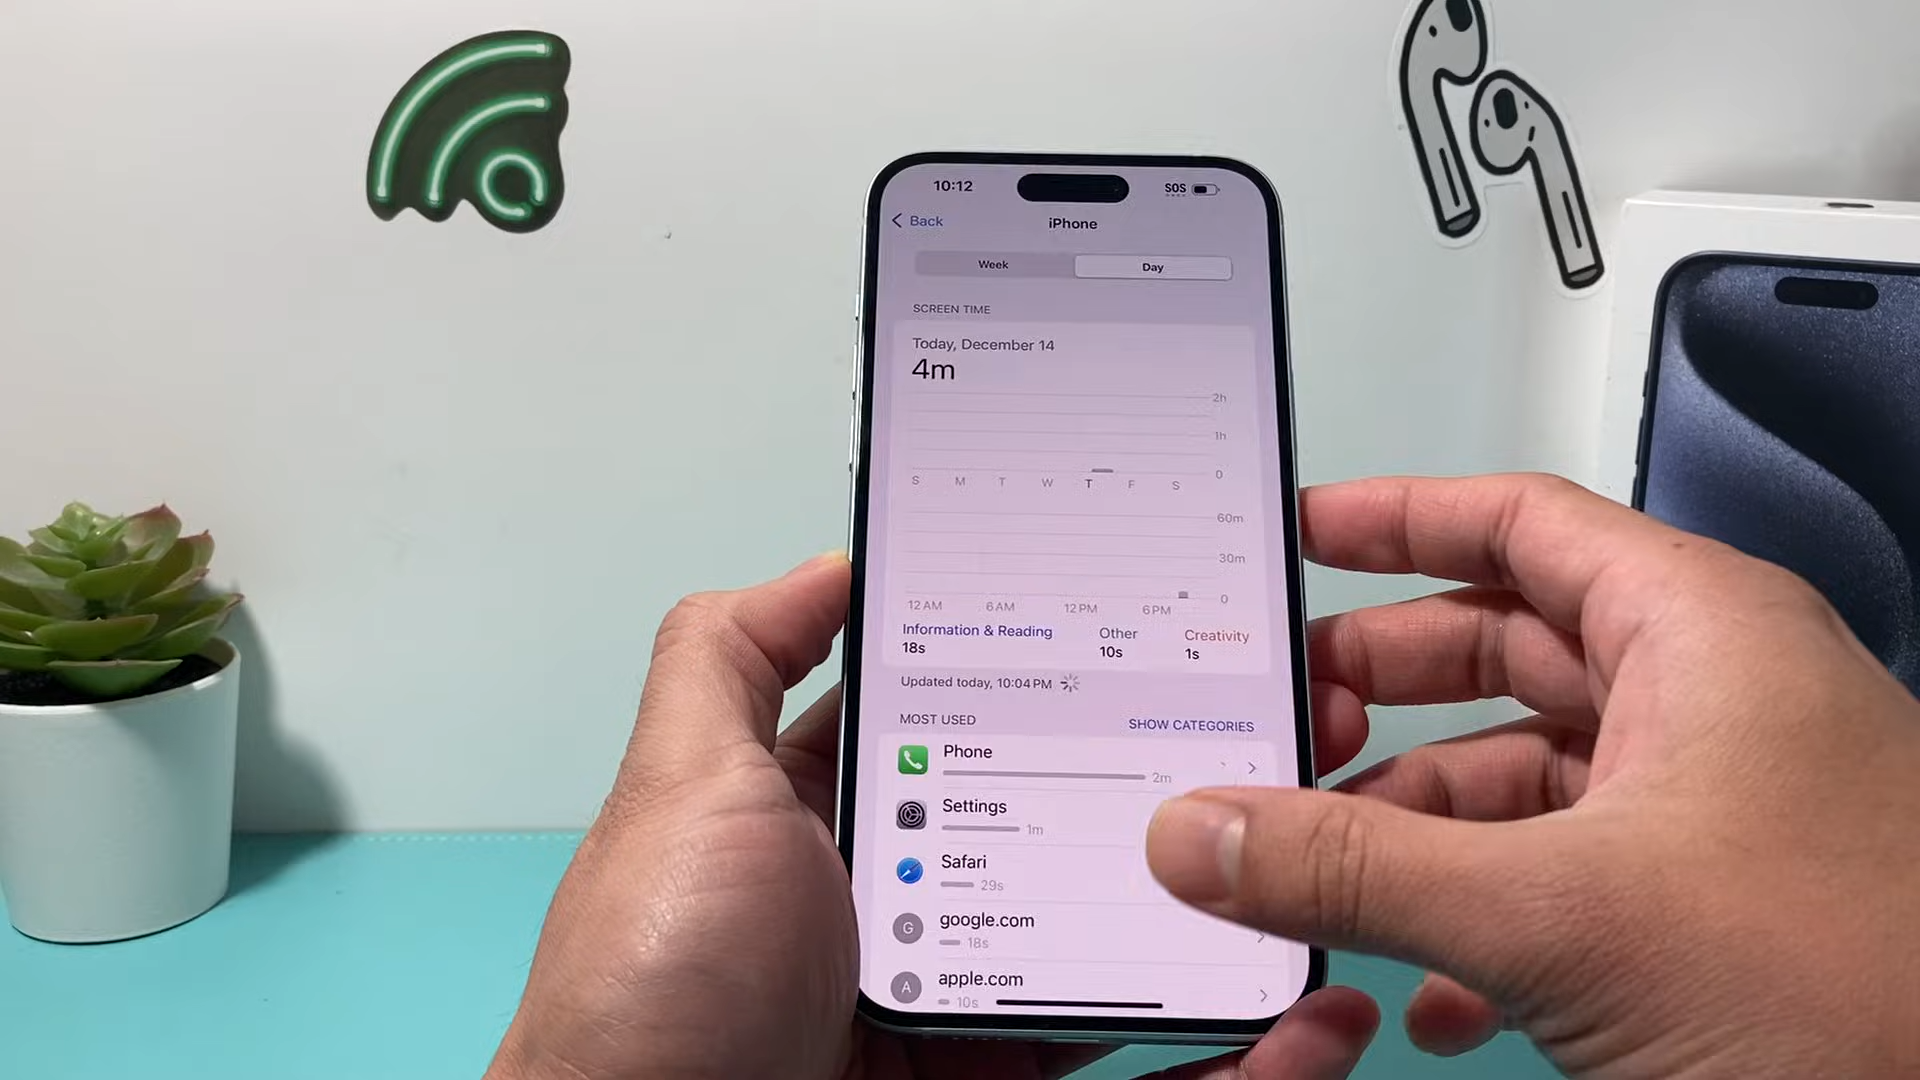 10:12
SOS
Back
iPhone
Week Day
SCREEN TIME
Today, December 14
4m
2h
1h
0
S M T W T F S
60m
30m
0
12 AM 6 AM 12 PM 6 PM
Information & Reading Other Creativity
18s 10s 1s
Updated today, 10:04 PM
MOST USED SHOW CATEGORIES
Phone
2m
Settings
1m
Safari
29s
G google.com
18s
A apple.com
10s